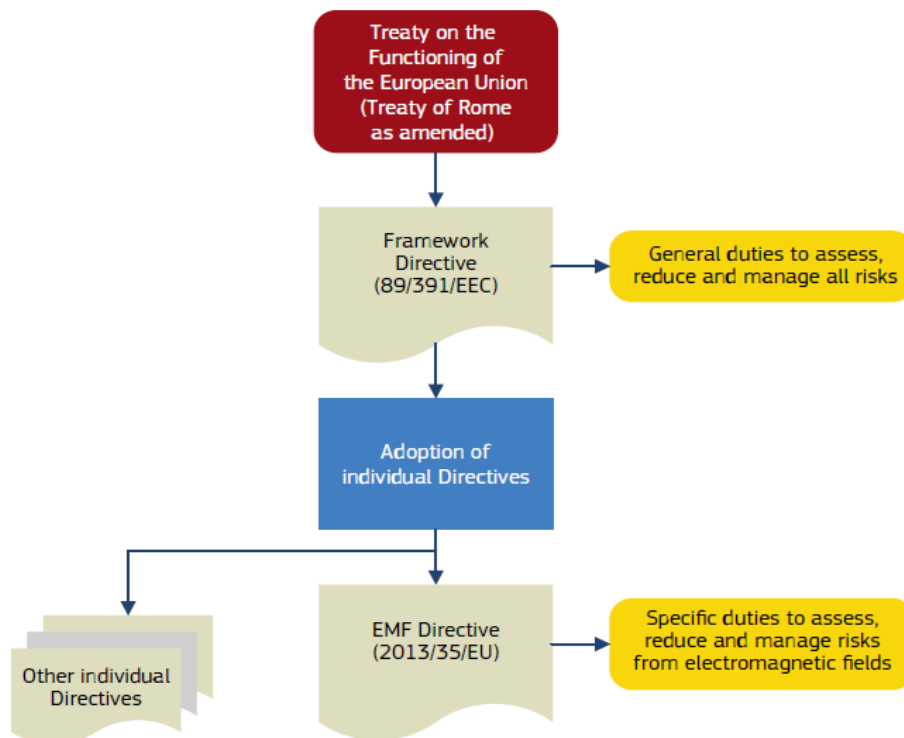 Treaty on the
Functioning of
the European Union
(Treaty of Rome
as amended)
Framework
Directive
(89/391/EEC)
General duties to assess,
reduce and manage all risks
Adoption of
individual Directives
Other individual
Directives
EMF Directive
(2013/35/EU)
Specific duties to assess,
reduce and manage risks
from electromagnetic fields